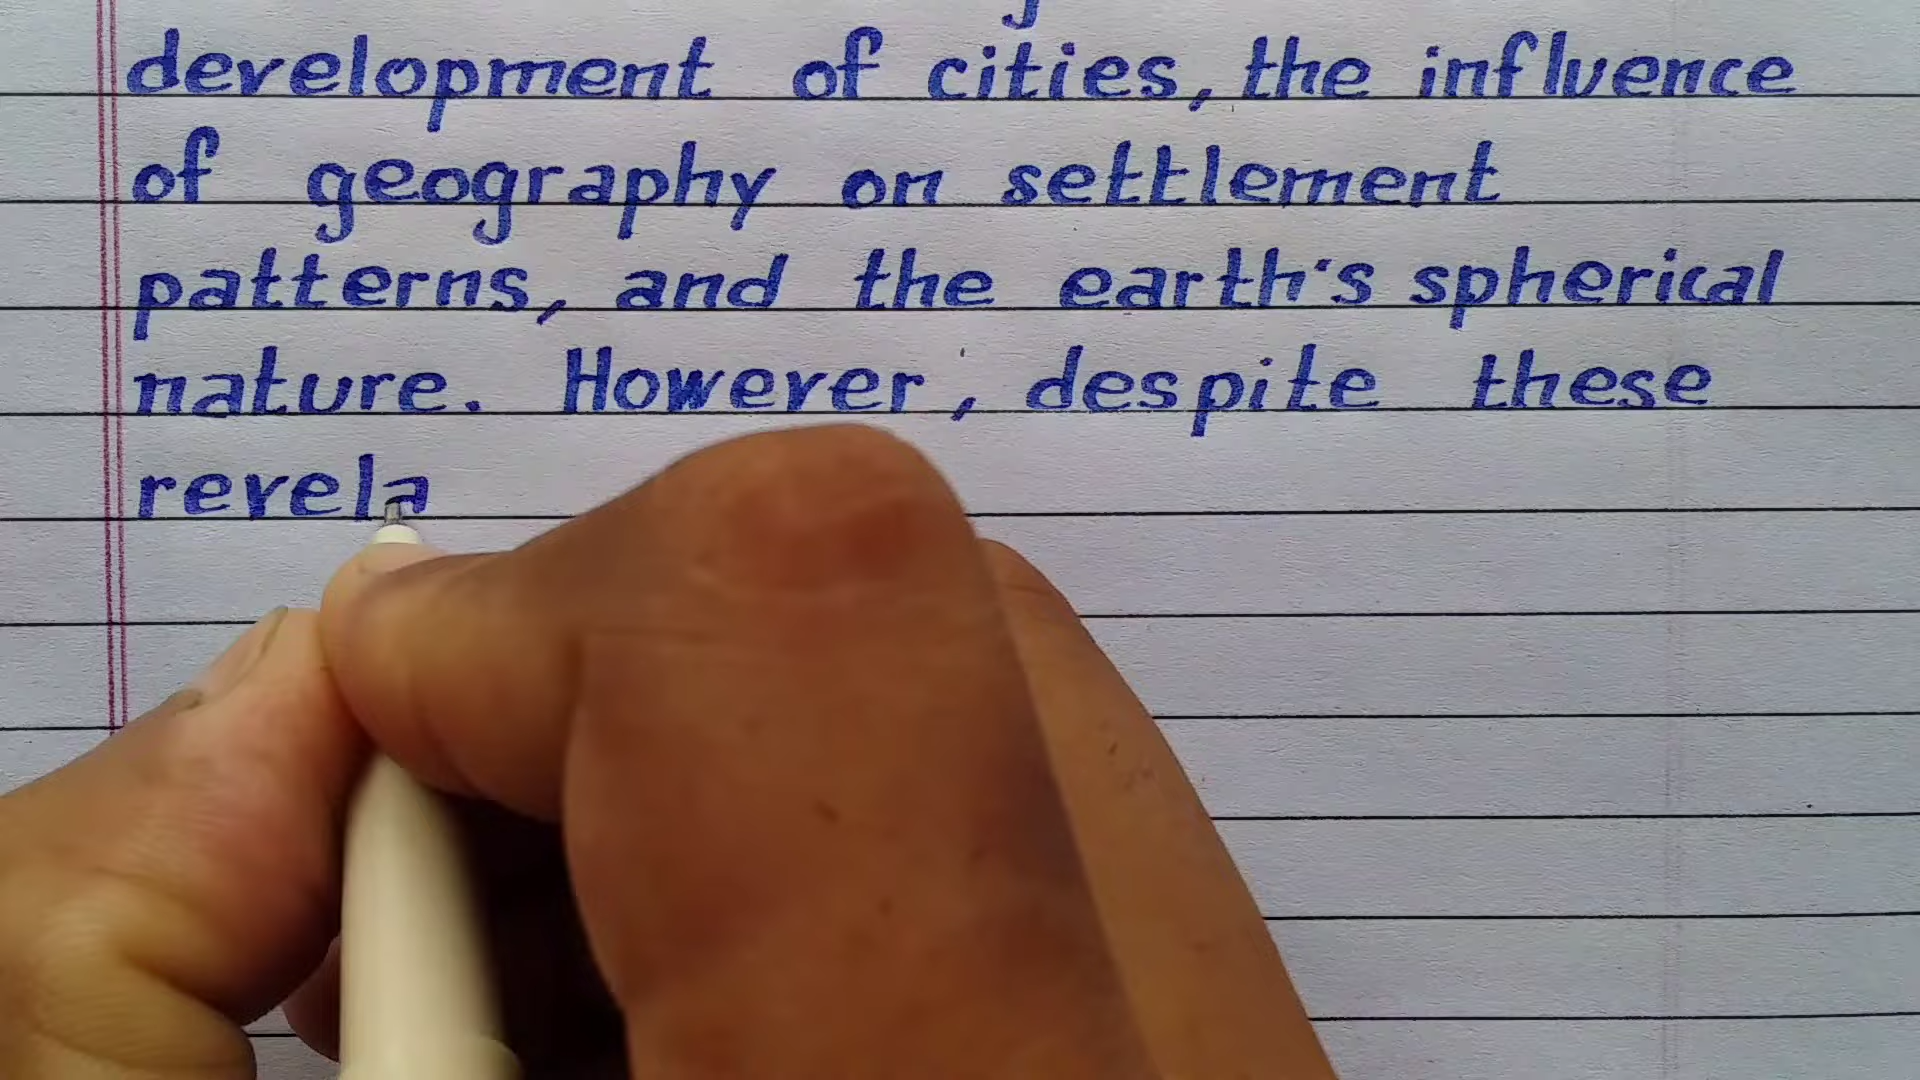 development of cities, the influence
of geography on settlement
patterns, and the earth's spherical
nature. However, despite these
revela